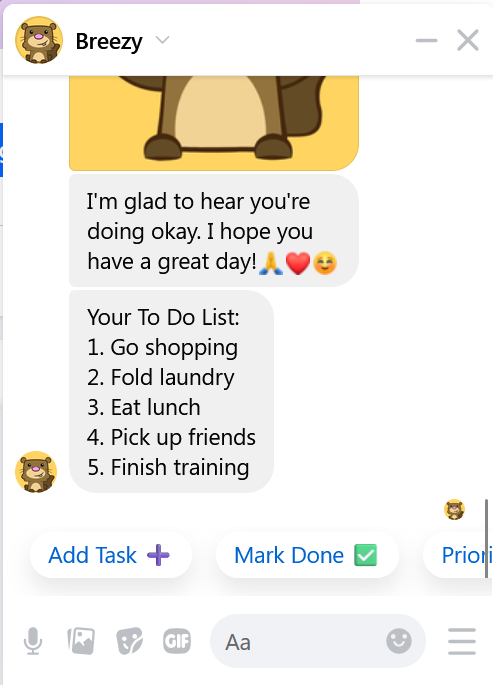 Breezy
I'm glad to hear you're
doing okay. I hope you
have a great day!🙏❤️☺️
Your To Do List:
1. Go shopping
2. Fold laundry
3. Eat lunch
4. Pick up friends
5. Finish training
Add Task ➕ Mark Done ✅ Priori
GIF Aa